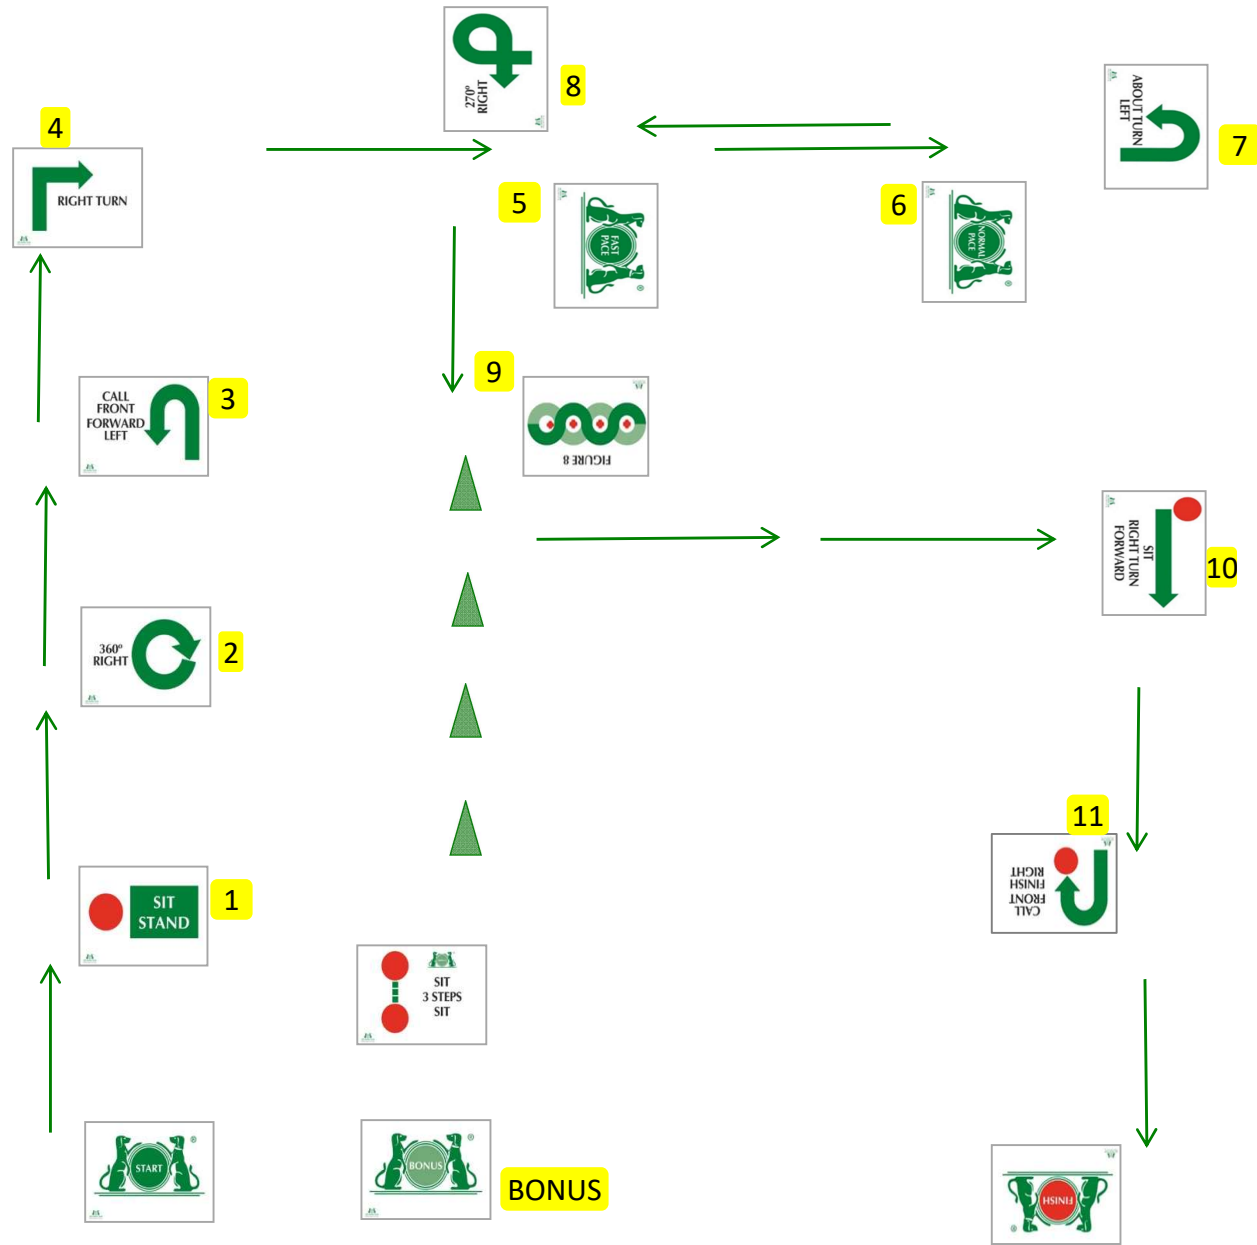 8
270º
RIGHT
ABOUT TURN
LEFT
7
4
RIGHT TURN
5
FAST
PACE
®
6
NORMAL
PACE
®
CALL
FRONT
FORWARD
LEFT
3
9
FIGURE 8
SIT
RIGHT TURN
FORWARD
10
360º
RIGHT
2
11
CALL
FRONT
FINISH
RIGHT
SIT
STAND
1
SIT
3 STEPS
SIT
START
®
BONUS
®
BONUS
FINISH
®